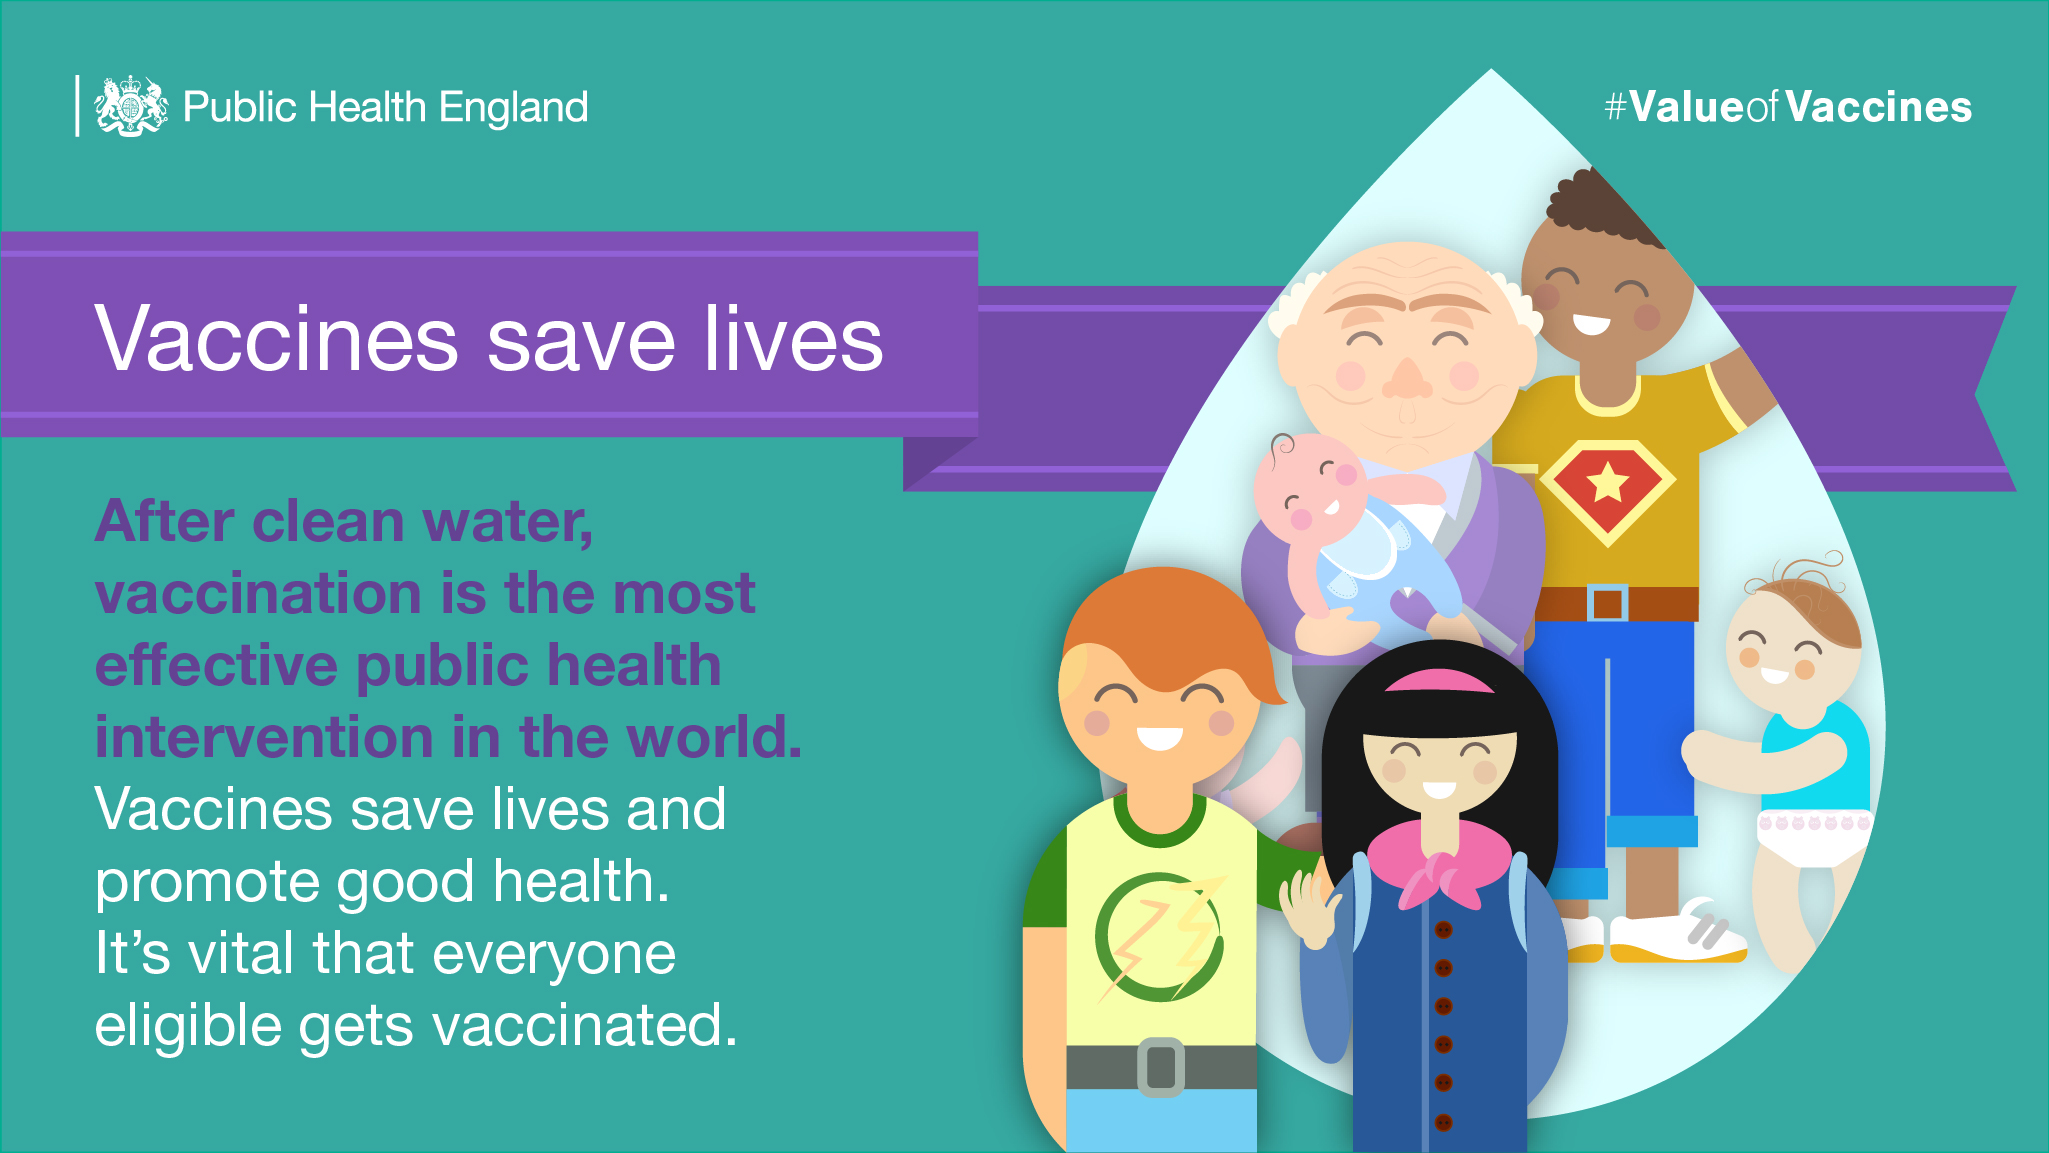 Public Health England
#ValueofVaccines
Vaccines save lives
After clean water,
vaccination is the most
effective public health
intervention in the world.
Vaccines save lives and
promote good health.
It’s vital that everyone
eligible gets vaccinated.